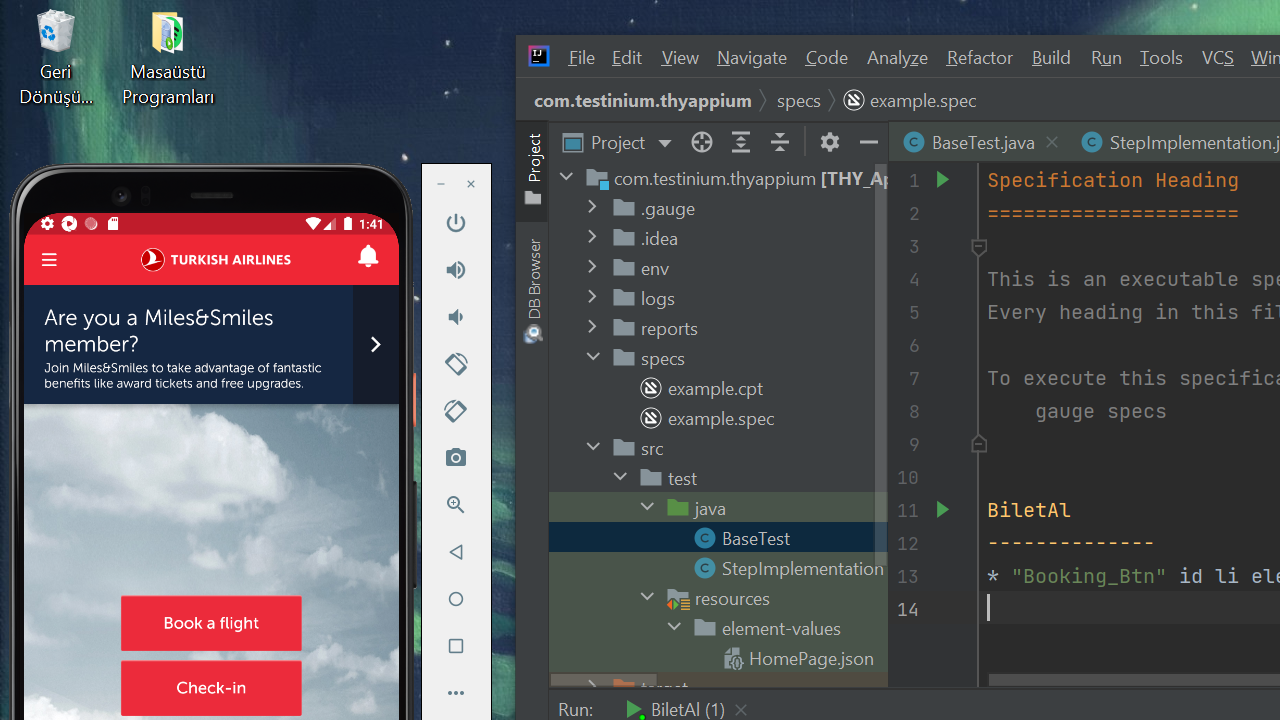 Geri
Dönüşü...
Masaüstü
Programları
1:41
TURKISH AIRLINES
Are you a Miles&Smiles
member?
Join Miles&Smiles to take advantage of fantastic
benefits like award tickets and free upgrades.
Book a flight
Check-in
File Edit View Navigate Code Analyze Refactor Build Run Tools VCS Win
com.testinium.thyappium specs example.spec
Project
DB Browser
Project
com.testinium.thyappium [THY_Ap
.gauge
.idea
env
logs
reports
specs
example.cpt
example.spec
src
test
java
BaseTest
StepImplementation
resources
element-values
HomePage.json
target
BaseTest.java StepImplementation.j
1 Specification Heading
2 =====================
3
4 This is an executable spe
5 Every heading in this fil
6
7 To execute this specifica
8 gauge specs
9
10
11 BiletAl
12 --------------
13 * "Booking_Btn" id li ele
14
Run: BiletAl (1)